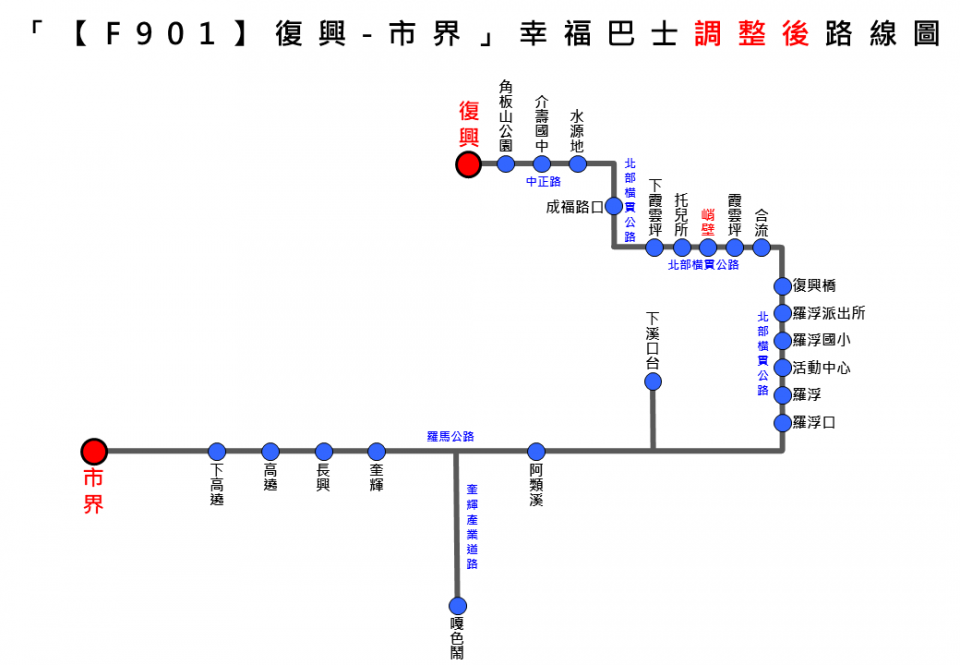 「【F901】復興-市界」幸福巴士調整後路線圖
復興
角板山公園
介壽國中
水源地
中正路
北部橫貫公路
成福路口
下霞雲坪
托兒所
峭壁
霞雲坪
合流
北部橫貫公路
復興橋
羅浮派出所
羅浮國小
活動中心
羅浮
羅浮口
北部橫貫公路
下溪口台
羅馬公路
市界
下高遶
高遶
長興
奎輝
阿類溪
奎輝產業道路
嘎色鬧